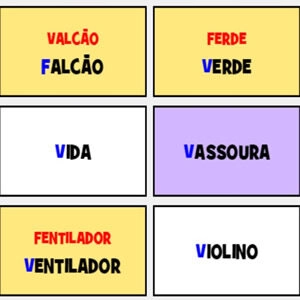 VALCÃO
FALCÃO
FERDE
VERDE
VIDA
VASSOURA
FENTILADOR
VENTILADOR
VIOLINO